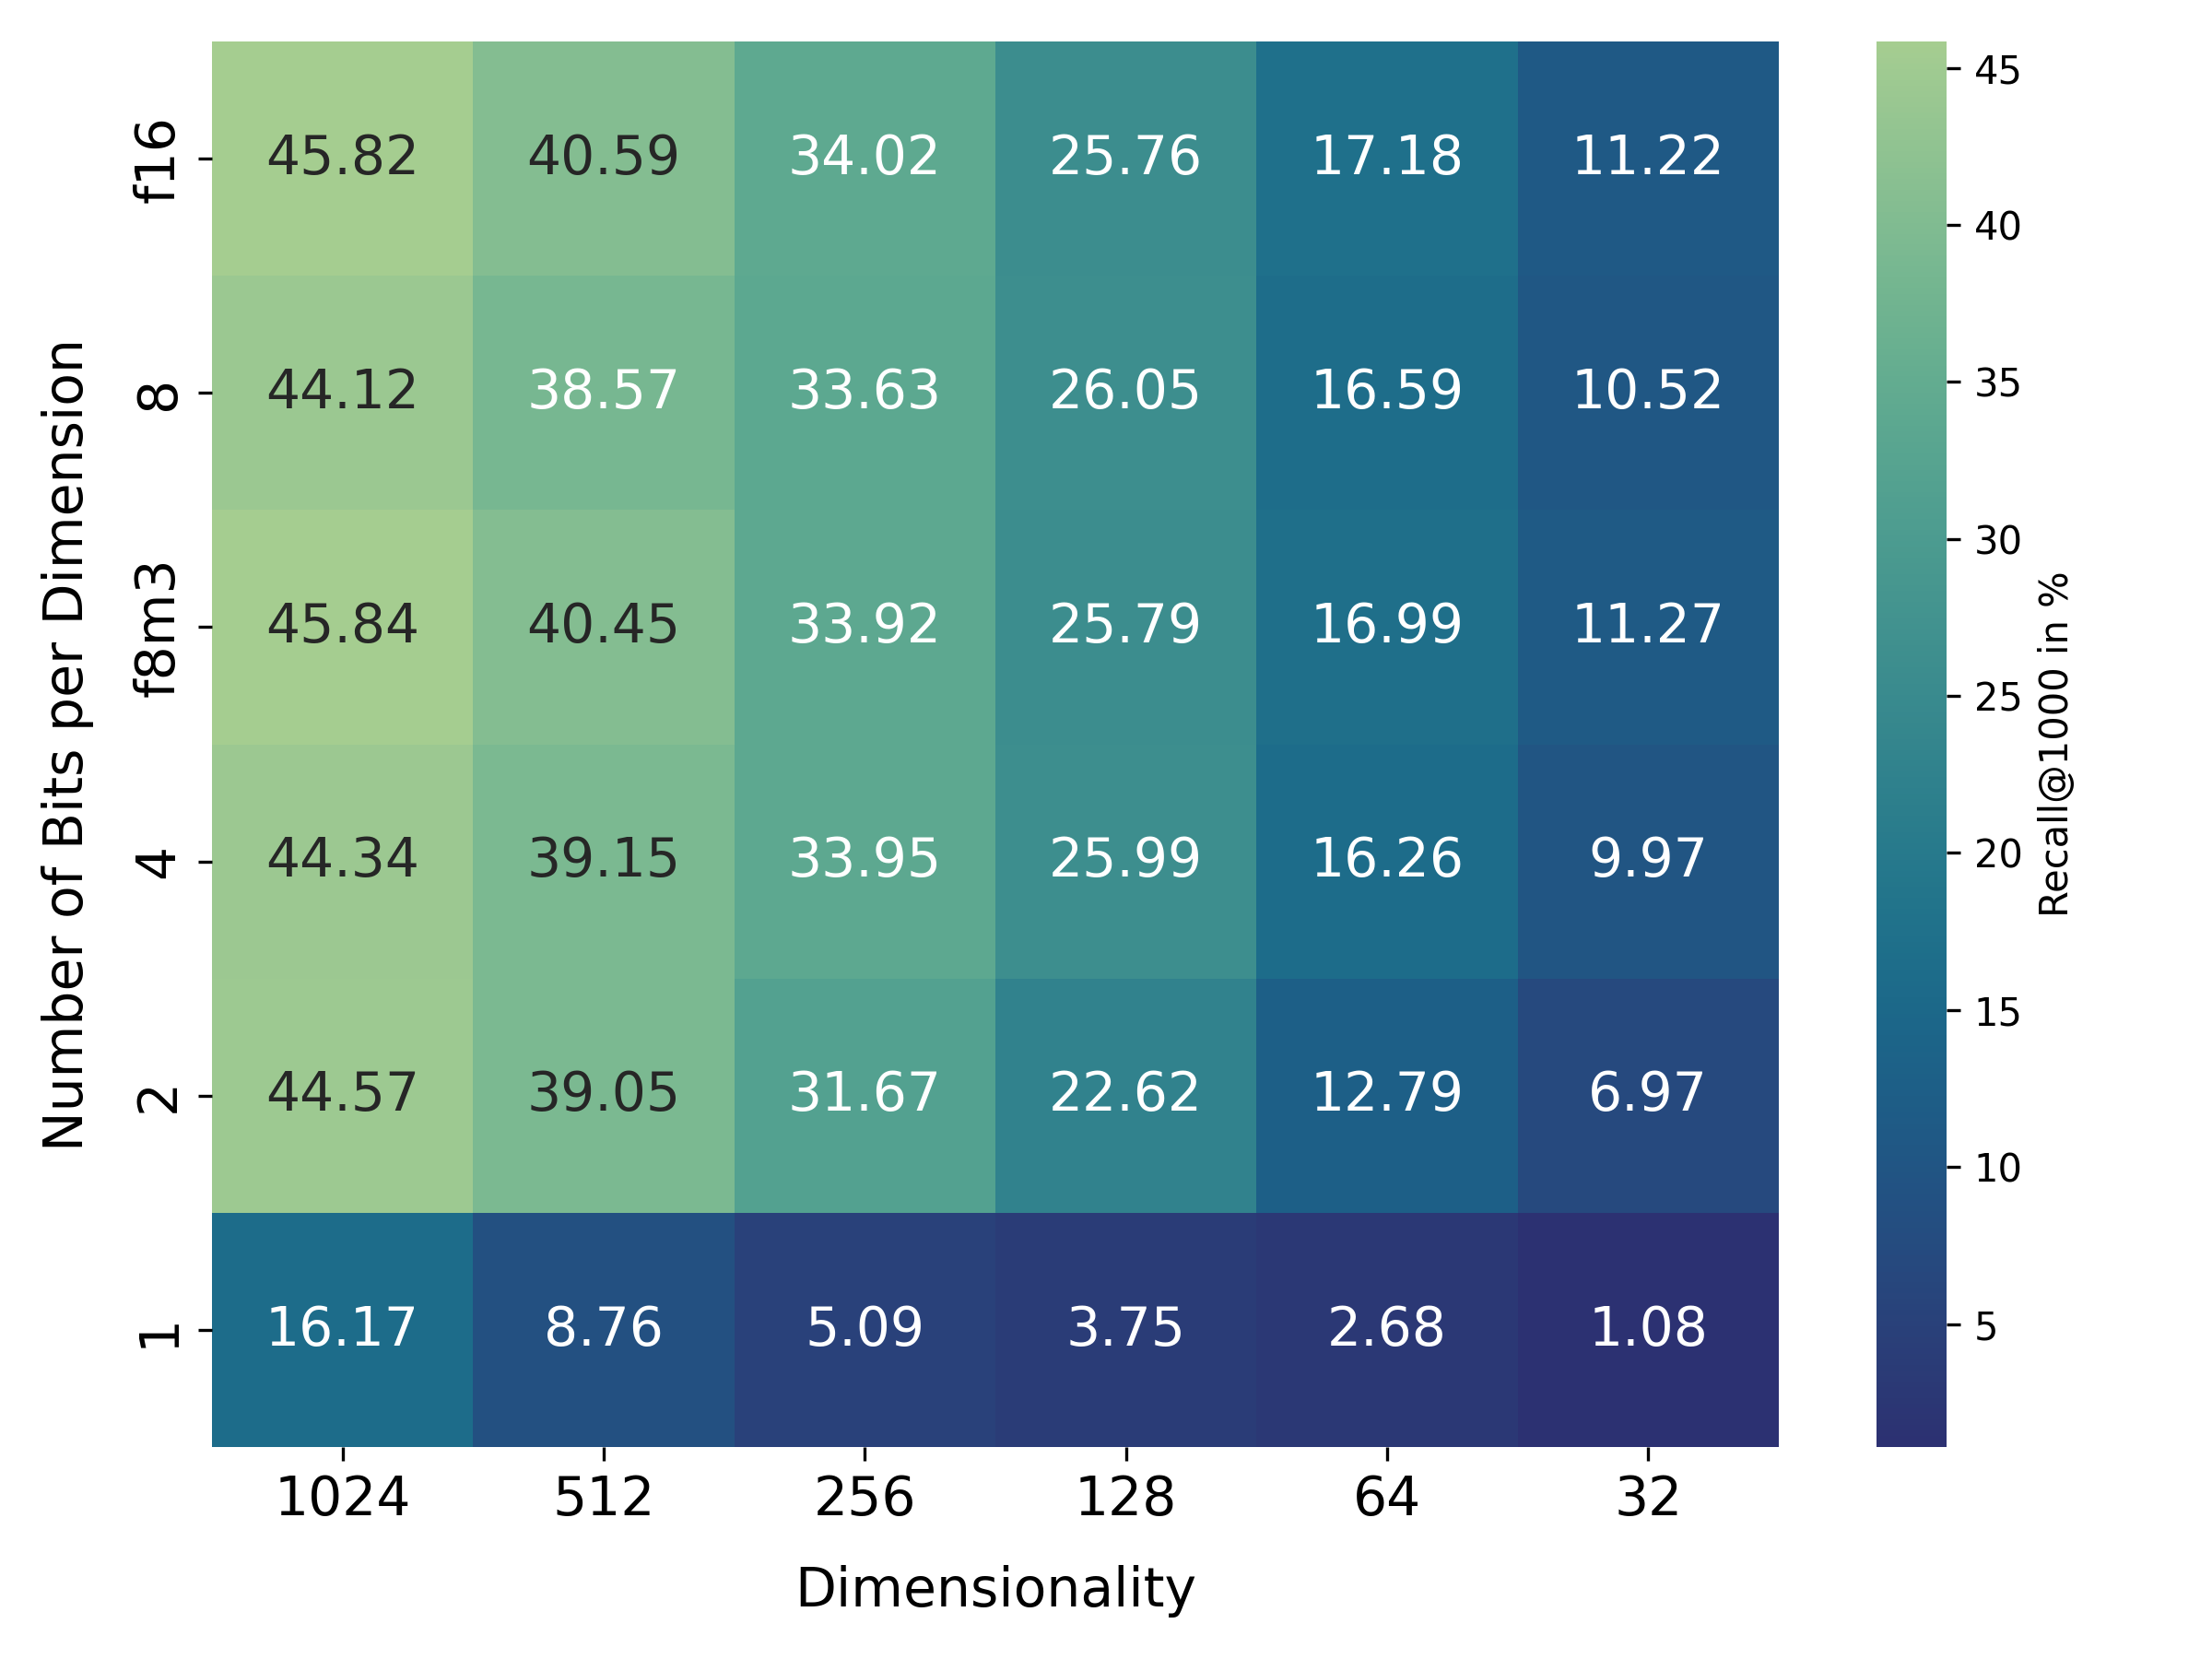 Number of Bits per Dimension
f16 45.82 40.59 34.02 25.76 17.18 11.22
8 44.12 38.57 33.63 26.05 16.59 10.52
f8m3 45.84 40.45 33.92 25.79 16.99 11.27
4 44.34 39.15 33.95 25.99 16.26 9.97
2 44.57 39.05 31.67 22.62 12.79 6.97
1 16.17 8.76 5.09 3.75 2.68 1.08
1024 512 256 128 64 32
Dimensionality
45
40
35
30
25
20
15
10
5
Recall@1000 in %